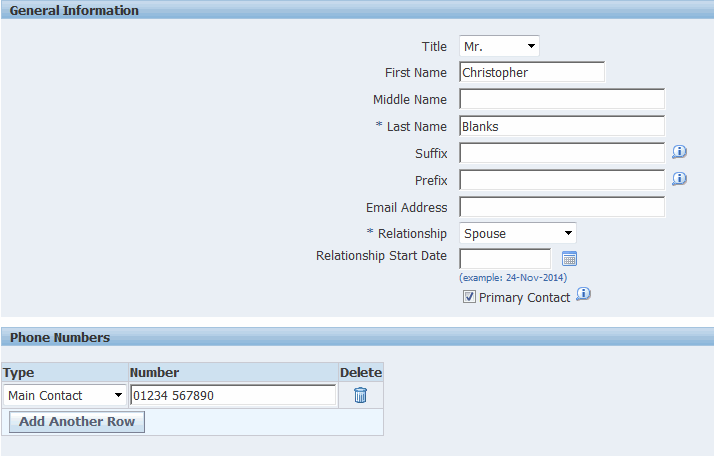 General Information
Title Mr.
First Name Christopher
Middle Name
* Last Name Blanks
Suffix
Prefix
Email Address
* Relationship Spouse
Relationship Start Date
(example: 24-Nov-2014)
Primary Contact
Phone Numbers
Type Number Delete
Main Contact 01234 567890
Add Another Row